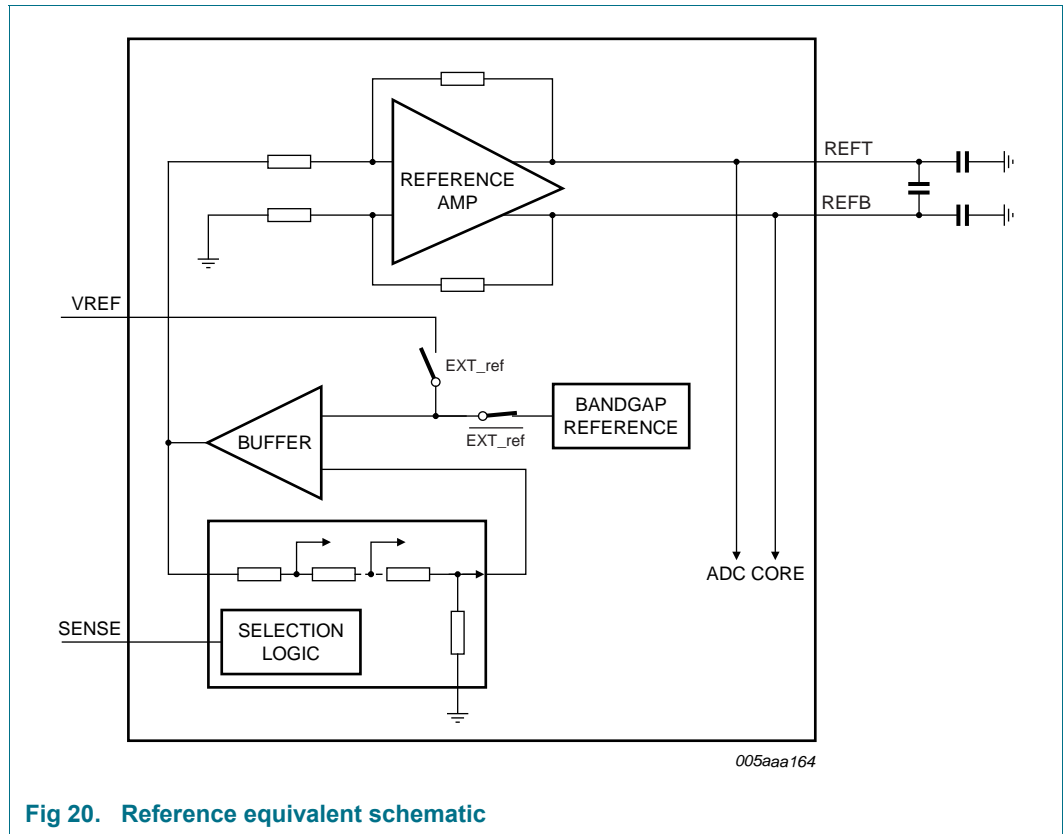 REFERENCE
AMP
REFT
REFB
VREF
EXT_ref
EXT_ref
BANDGAP
REFERENCE
BUFFER
ADC CORE
SENSE
SELECTION
LOGIC
005aaa164
Fig 20. Reference equivalent schematic